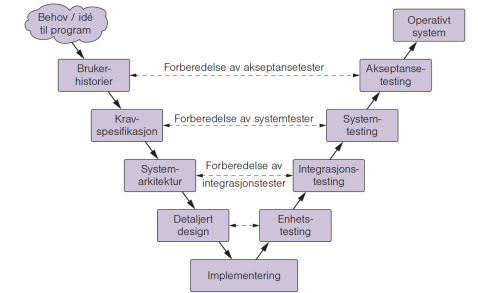 Behov / idé
til program
Operativt
system
Bruker-
historier
Forberedelse av akseptansetester
Akseptanse-
testing
Krav-
spesifikasjon
Forberedelse av systemtester
System-
testing
System-
arkitektur
Forberedelse av
integrasjonstester
Integrasjons-
testing
Detaljert
design
Enhets-
testing
Implementering